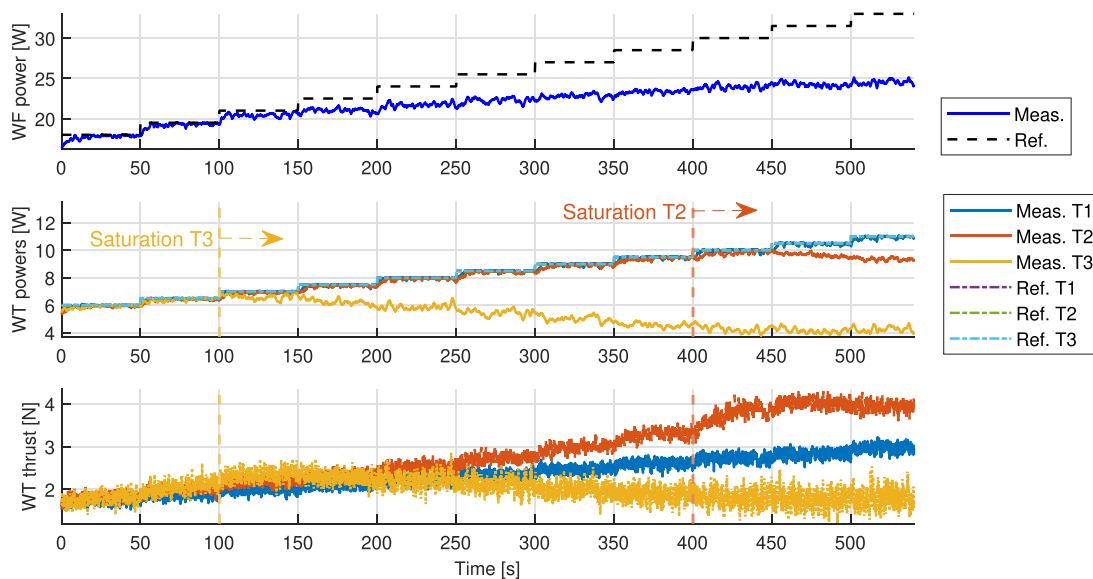 WF power [W]
30
25
20
0 50 100 150 200 250 300 350 400 450 500
Meas.
Ref.
WT powers [W]
12
10
8
6
4
Saturation T3
Saturation T2
0 50 100 150 200 250 300 350 400 450 500
Meas. T1
Meas. T2
Meas. T3
Ref. T1
Ref. T2
Ref. T3
WT thrust [N]
4
3
2
0 50 100 150 200 250 300 350 400 450 500
Time [s]